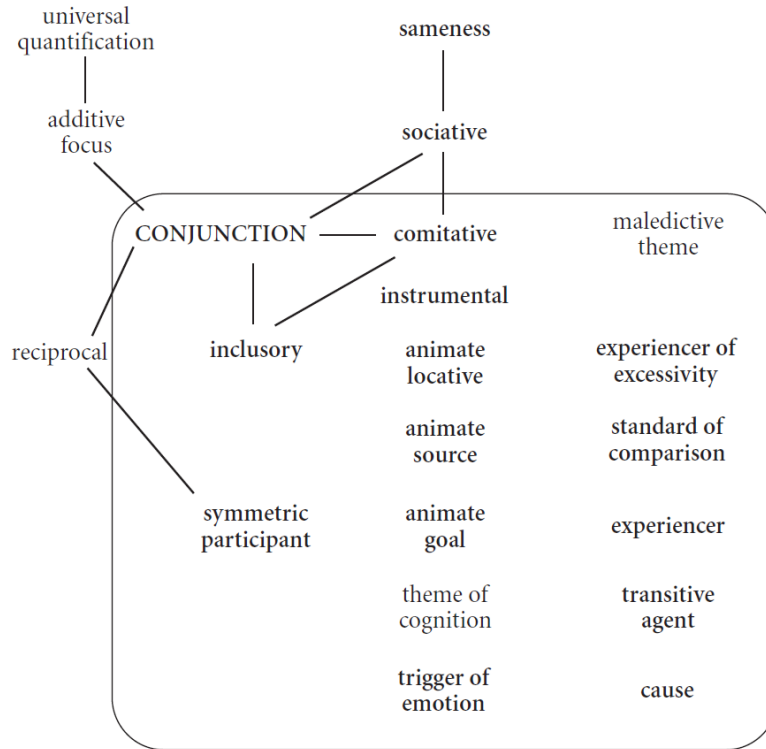 universal
quantification
sameness
additive
focus
sociative
CONJUNCTION
comitative
maledictive
theme
instrumental
reciprocal
inclusory
animate
locative
experiencer of
excessivity
animate
source
standard of
comparison
symmetric
participant
animate
goal
experiencer
theme of
cognition
transitive
agent
trigger of
emotion
cause